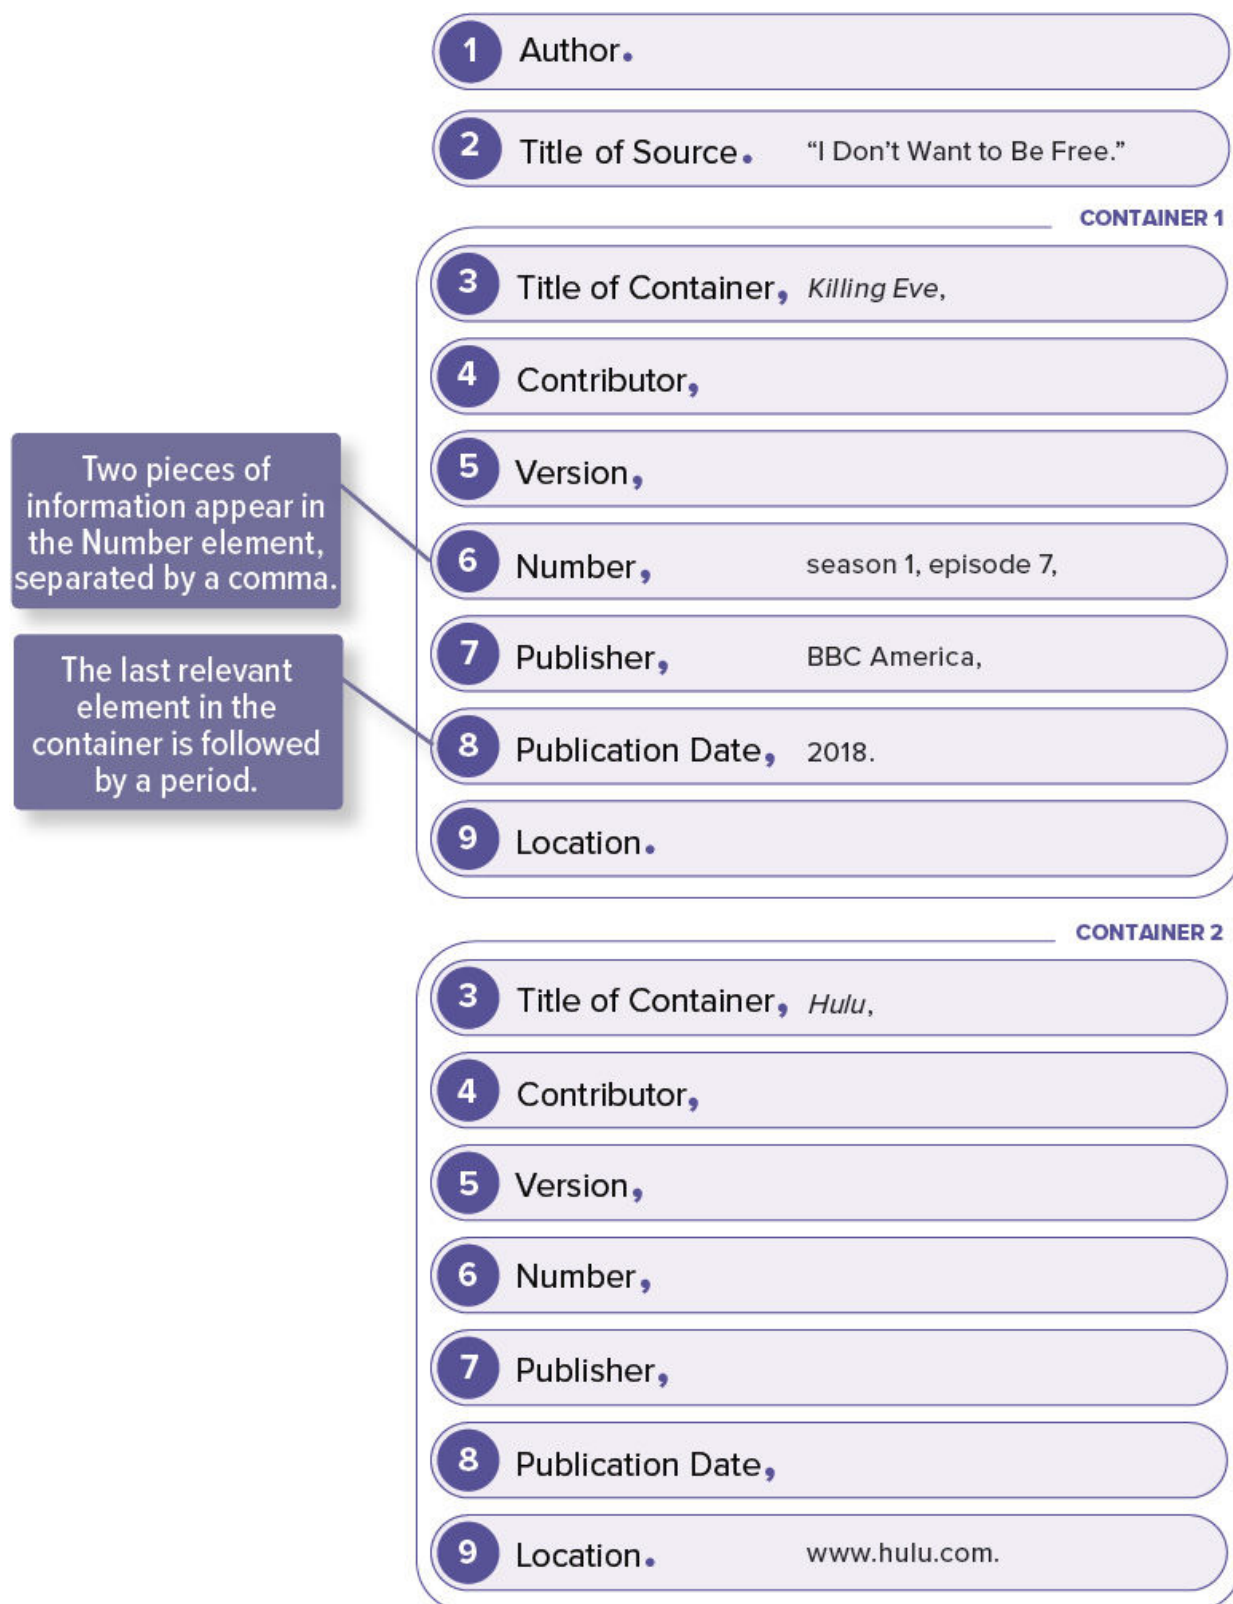 1 Author.
2 Title of Source. “I Don’t Want to Be Free.”
CONTAINER 1
3 Title of Container, Killing Eve,
4 Contributor,
5 Version,
Two pieces of
information appear in
the Number element,
separated by a comma.
6 Number, season 1, episode 7,
7 Publisher, BBC America,
The last relevant
element in the
container is followed
by a period.
8 Publication Date, 2018.
9 Location.
CONTAINER 2
3 Title of Container, Hulu,
4 Contributor,
5 Version,
6 Number,
7 Publisher,
8 Publication Date,
9 Location. www.hulu.com.